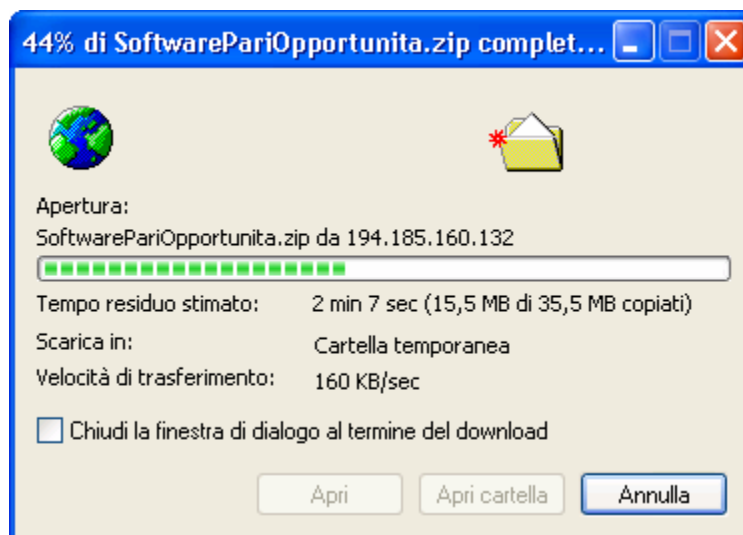 44% di SoftwarePariOpportunita.zip complet...
Apertura:
SoftwarePariOpportunita.zip da 194.185.160.132
Tempo residuo stimato: 2 min 7 sec (15,5 MB di 35,5 MB copiati)
Scarica in: Cartella temporanea
Velocità di trasferimento: 160 KB/sec
Chiudi la finestra di dialogo al termine del download
Apri Apri cartella Annulla